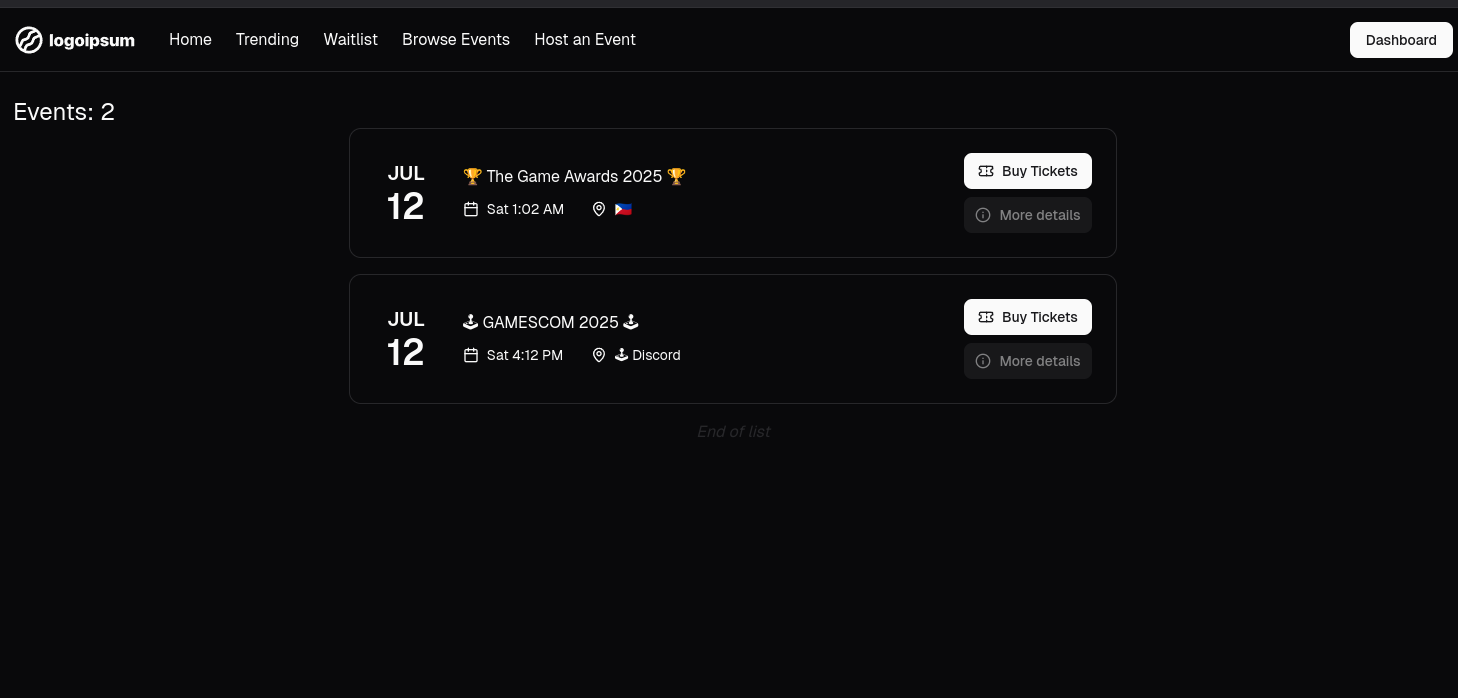 logoipsum Home Trending Waitlist Browse Events Host an Event Dashboard
Events: 2
JUL
12
🏆 The Game Awards 2025 🏆
Sat 1:02 AM 🇵🇭
Buy Tickets
More details
JUL
12
🕹 GAMESCOM 2025 🕹
Sat 4:12 PM 🕹 Discord
Buy Tickets
More details
End of list